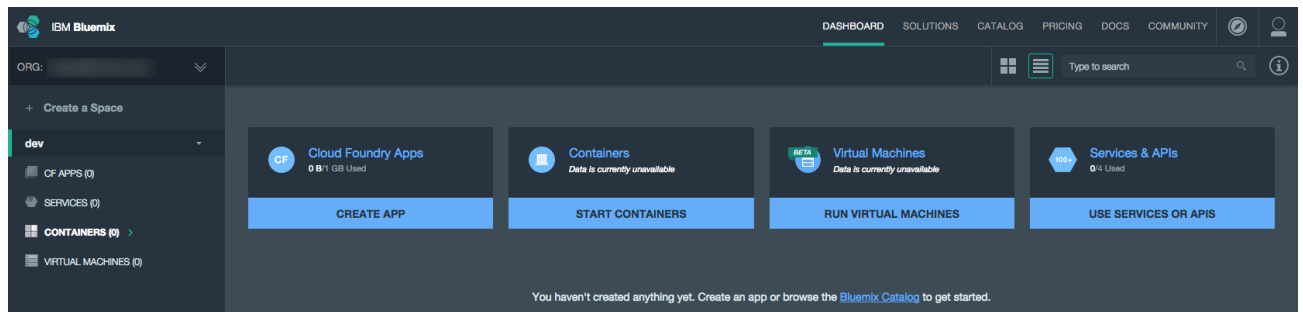 IBM Bluemix
DASHBOARD SOLUTIONS CATALOG PRICING DOCS COMMUNITY
ORG:
Type to search
+ Create a Space
dev
CF APPS (0)
SERVICES (0)
CONTAINERS (0) >
VIRTUAL MACHINES (0)
CF
Cloud Foundry Apps
0 B/1 GB Used
CREATE APP
Containers
Data is currently unavailable
START CONTAINERS
BETA
Virtual Machines
Data is currently unavailable
RUN VIRTUAL MACHINES
100+
Services & APIs
0/4 Used
USE SERVICES OR APIS
You haven't created anything yet. Create an app or browse the Bluemix Catalog to get started.